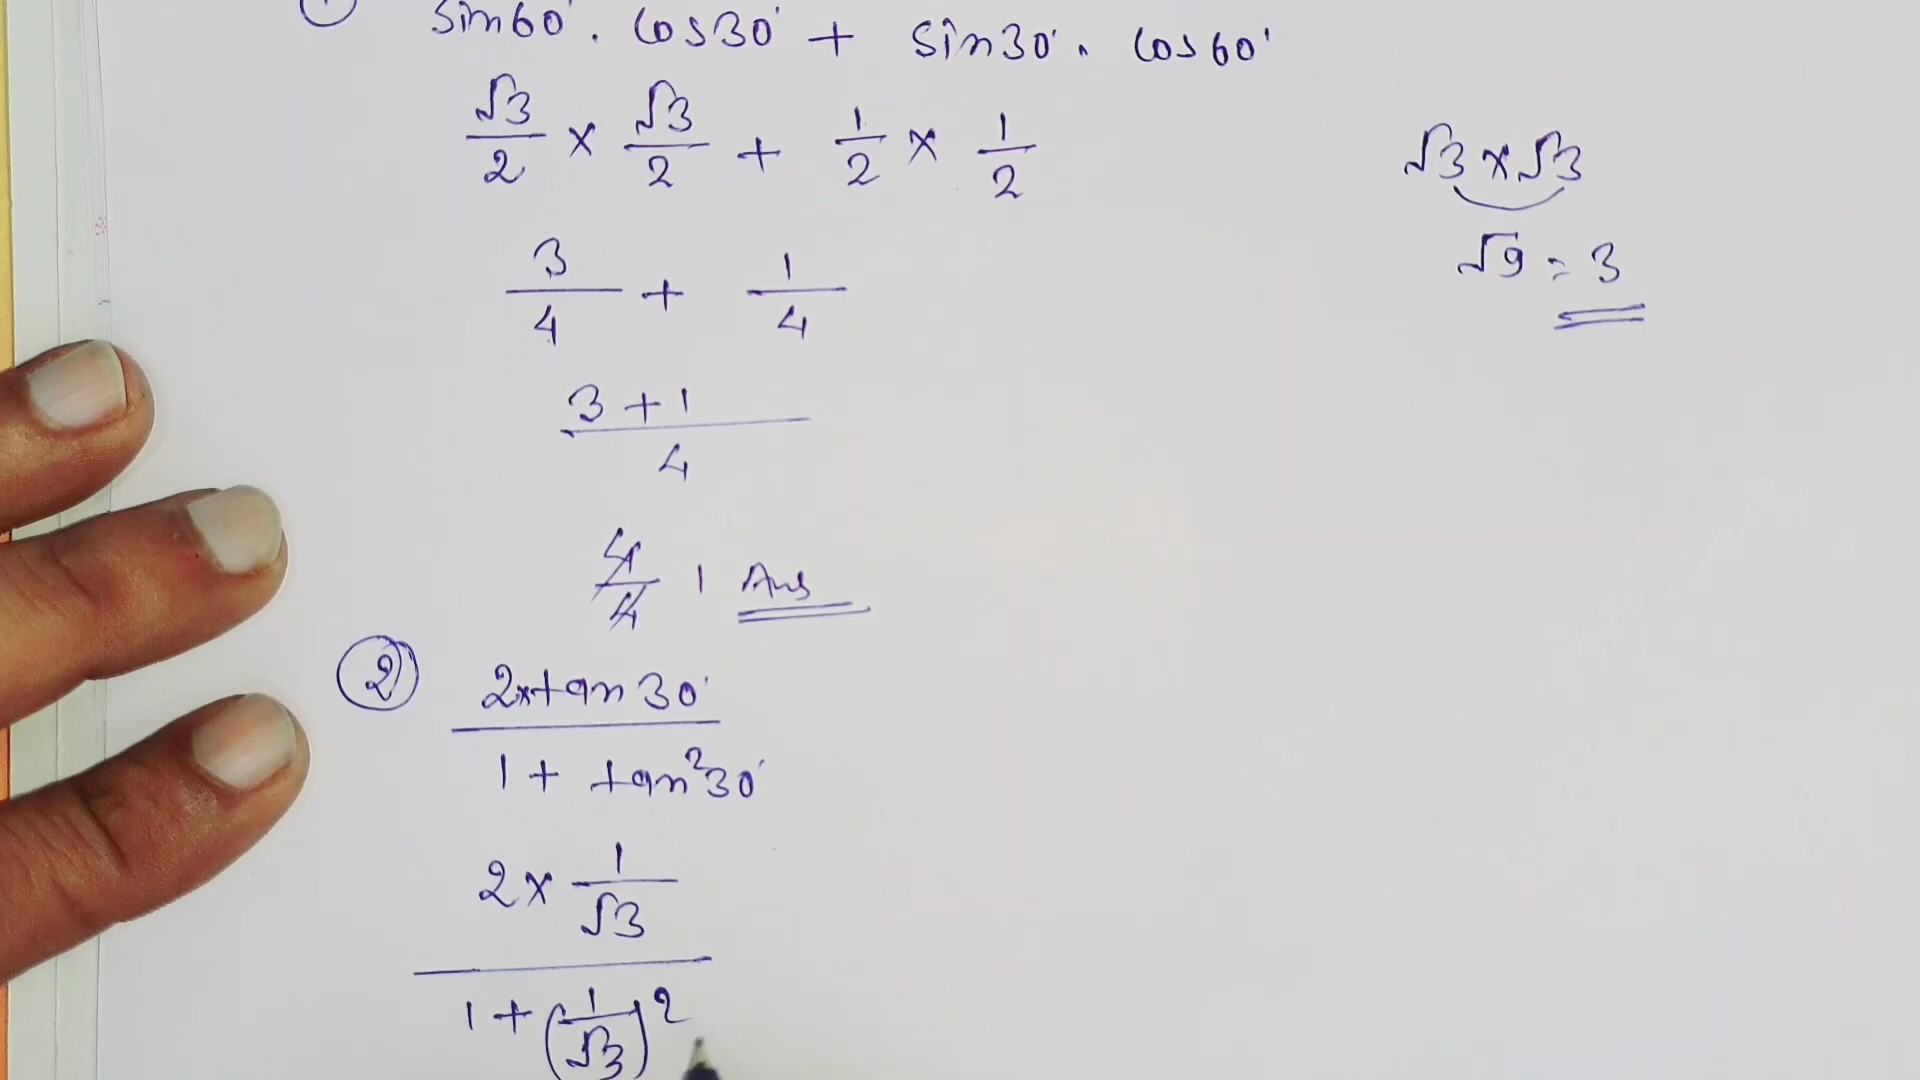 sin60° . cos30° + sin30° . cos60°
√3/2 × √3/2 + 1/2 × 1/2
√3 × √3
√9 = 3
3/4 + 1/4
3+1/4
4/4 1 Ans
② 2×tan30° / 1 + tan²30°
2 × 1/√3 / 1 + (1/√3)²